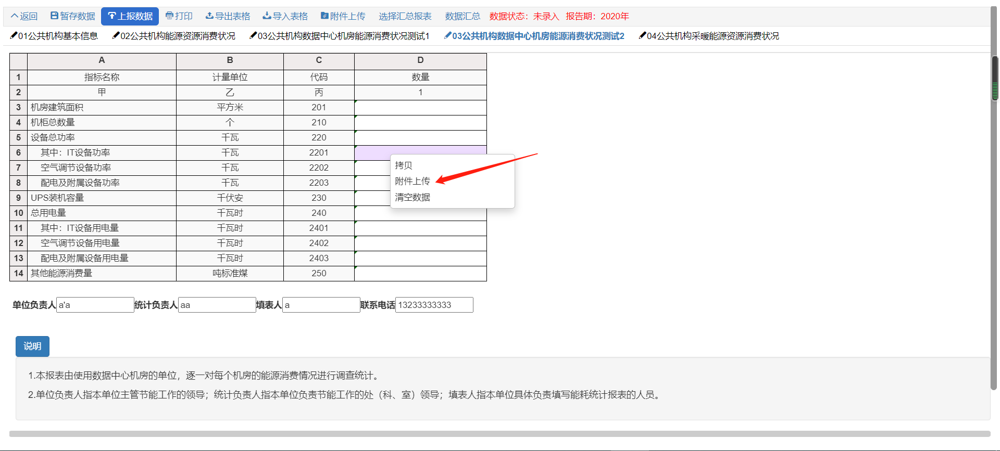 返回 暂存数据 上报数据 打印 导出表格 导入表格 附件上传 选择汇总报表 数据汇总 数据状态：未录入 报告期：2020年
01公共机构基本信息 02公共机构能源资源消费状况 03公共机构数据中心机房能源消费状况测试1 03公共机构数据中心机房能源消费状况测试2 04公共机构采暖能源资源消费状况
A B C D
1 指标名称 计量单位 代码 数量
2 甲 乙 丙 1
3 机房建筑面积 平方米 201
4 机柜总数量 个 210
5 设备总功率 千瓦 220
6 其中：IT设备功率 千瓦 2201
7 空气调节设备功率 千瓦 2202
8 配电及附属设备功率 千瓦 2203
9 UPS装机容量 千伏安 230
10 总用电量 千瓦时 240
11 其中：IT设备用电量 千瓦时 2401
12 空气调节设备用电量 千瓦时 2402
13 配电及附属设备用电量 千瓦时 2403
14 其他能源消费量 吨标准煤 250
拷贝
附件上传
清空数据
单位负责人 a'a 统计负责人 aa 填表人 a 联系电话 13233333333
说明
1.本报表由使用数据中心机房的单位，逐一对每个机房的能源消费情况进行调查统计。
2.单位负责人指本单位主管节能工作的领导；统计负责人指本单位负责节能工作的处（科、室）领导；填表人指本单位具体负责填写能耗统计报表的人员。